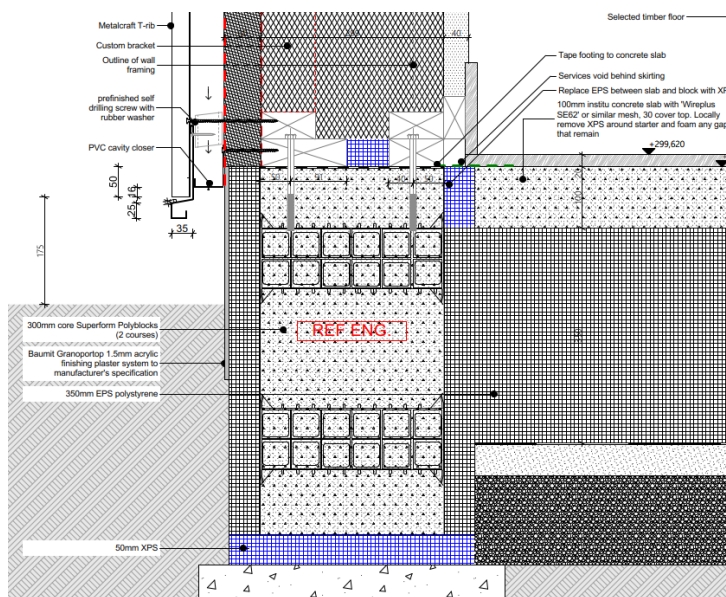 Metalcraft T-rib
Custom bracket
Outline of wall
framing
prefinished self
drilling screw with
rubber washer
PVC cavity closer
50
16
25
35
175
300mm core Superform Polyblocks
(2 courses)
Baumit Granoportop 1.5mm acrylic
finishing plaster system to
manufacturer's specification
350mm EPS polystyrene
50mm XPS
40
50
40
50
REF ENG.
Selected timber floor
Tape footing to concrete slab
Services void behind skirting
Replace EPS between slab and block with XP
100mm institu concrete slab with 'Wireplus
SE62' or similar mesh, 30 cover top. Locally
remove XPS around starter and foam any gap
that remain
+299,620